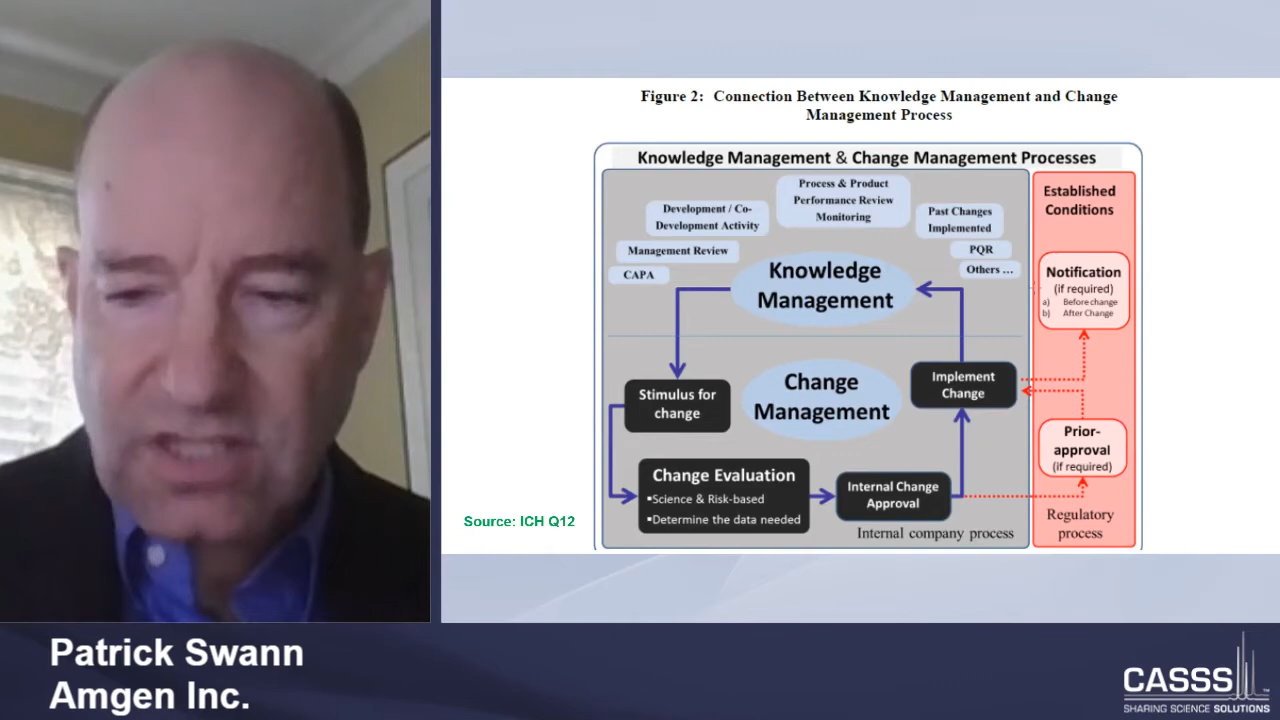 Figure 2: Connection Between Knowledge Management and Change
Management Process
Knowledge Management & Change Management Processes
Process & Product
Performance Review
Monitoring
Development / Co-
Development Activity
Past Changes
Implemented
Management Review
PQR
CAPA
Others ...
Knowledge
Management
Established
Conditions
Notification
(if required)
a) Before change
b) After Change
Stimulus for
change
Change
Management
Implement
Change
Prior-
approval
(if required)
Change Evaluation
▪Science & Risk-based
▪Determine the data needed
Internal Change
Approval
Internal company process
Regulatory
process
Source: ICH Q12
Patrick Swann
Amgen Inc.
CASSS
SHARING SCIENCE SOLUTIONS